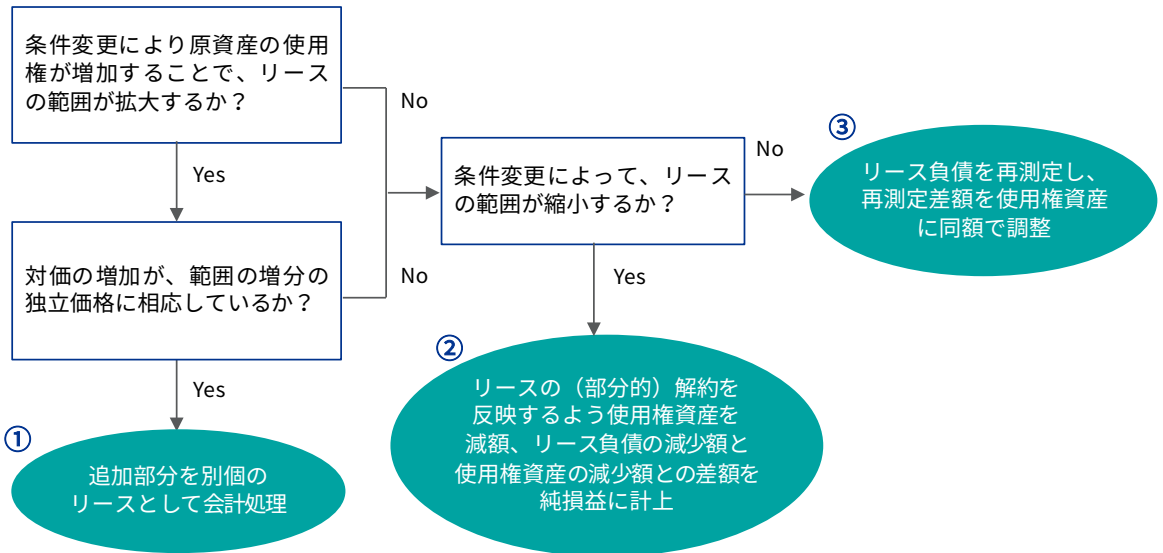 条件変更により原資産の使用
権が増加することで、リース
の範囲が拡大するか？
No
Yes
対価の増加が、範囲の増分の
独立価格に相応しているか？
No
Yes
①
追加部分を別個の
リースとして会計処理
条件変更によって、リース
の範囲が縮小するか？
No
Yes
②
リースの（部分的）解約を
反映するよう使用権資産を
減額、リース負債の減少額と
使用権資産の減少額との差額を
純損益に計上
③
リース負債を再測定し、
再測定差額を使用権資産
に同額で調整